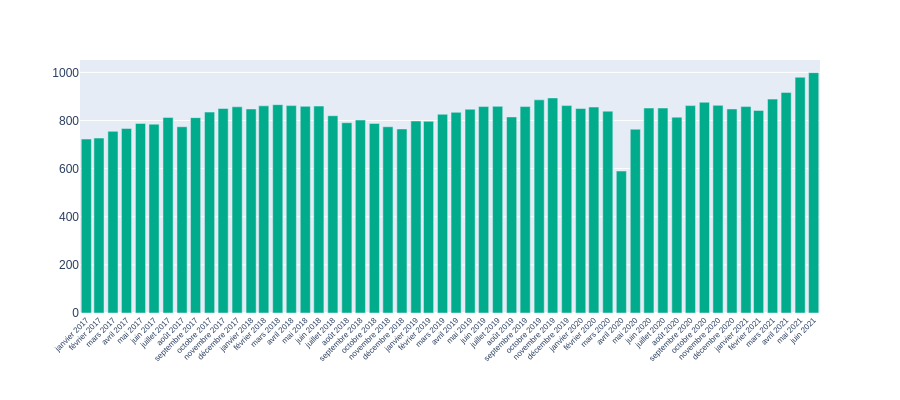 1000
800
600
400
200
0
janvier 2017
février 2017
mars 2017
avril 2017
mai 2017
juin 2017
juillet 2017
août 2017
septembre 2017
octobre 2017
novembre 2017
décembre 2017
janvier 2018
février 2018
mars 2018
avril 2018
mai 2018
juin 2018
juillet 2018
août 2018
septembre 2018
octobre 2018
novembre 2018
décembre 2018
janvier 2019
février 2019
mars 2019
avril 2019
mai 2019
juin 2019
juillet 2019
août 2019
septembre 2019
octobre 2019
novembre 2019
décembre 2019
janvier 2020
février 2020
mars 2020
avril 2020
mai 2020
juin 2020
juillet 2020
août 2020
septembre 2020
octobre 2020
novembre 2020
décembre 2020
janvier 2021
février 2021
mars 2021
avril 2021
mai 2021
juin 2021